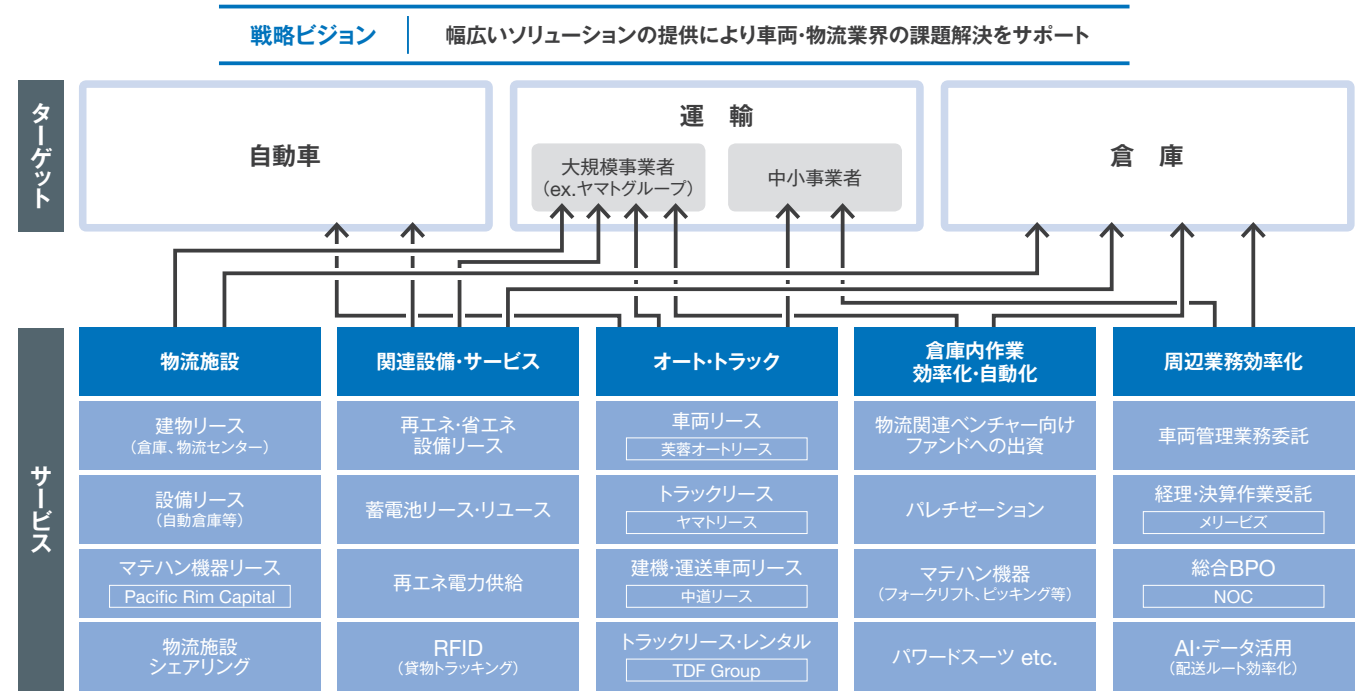 戦略ビジョン
幅広いソリューションの提供により車両・物流業界の課題解決をサポート
ターゲット
自動車
運 輸
大規模事業者
(ex.ヤマトグループ)
中小事業者
倉 庫
サービス
物流施設
建物リース
(倉庫、物流センター)
設備リース
(自動倉庫等)
マテハン機器リース
Pacific Rim Capital
物流施設
シェアリング
関連設備・サービス
再エネ・省エネ
設備リース
蓄電池リース・リユース
再エネ電力供給
RFID
(貨物トラッキング)
オート・トラック
車両リース
芙蓉オートリース
トラックリース
ヤマトリース
建機・運送車両リース
中道リース
トラックリース・レンタル
TDF Group
倉庫内作業
効率化・自動化
物流関連ベンチャー向け
ファンドへの出資
パレチゼーション
マテハン機器
(フォークリフト、ピッキング等)
パワードスーツ etc.
周辺業務効率化
車両管理業務委託
経理・決算作業受託
メリービズ
総合BPO
NOC
AI・データ活用
(配送ルート効率化)